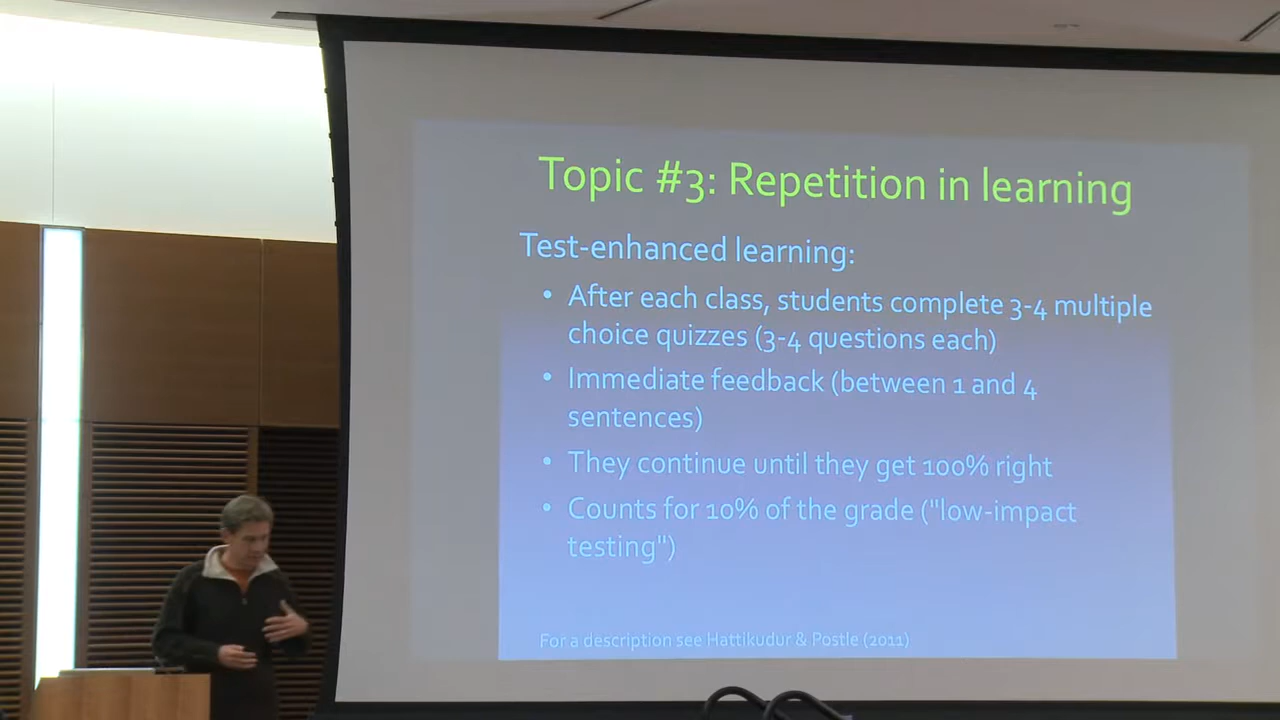 Topic #3: Repetition in learning
Test-enhanced learning:
• After each class, students complete 3-4 multiple
choice quizzes (3-4 questions each)
• Immediate feedback (between 1 and 4
sentences)
• They continue until they get 100% right
• Counts for 10% of the grade ("low-impact
testing")
For a description see Hattikudur & Postle (2011)